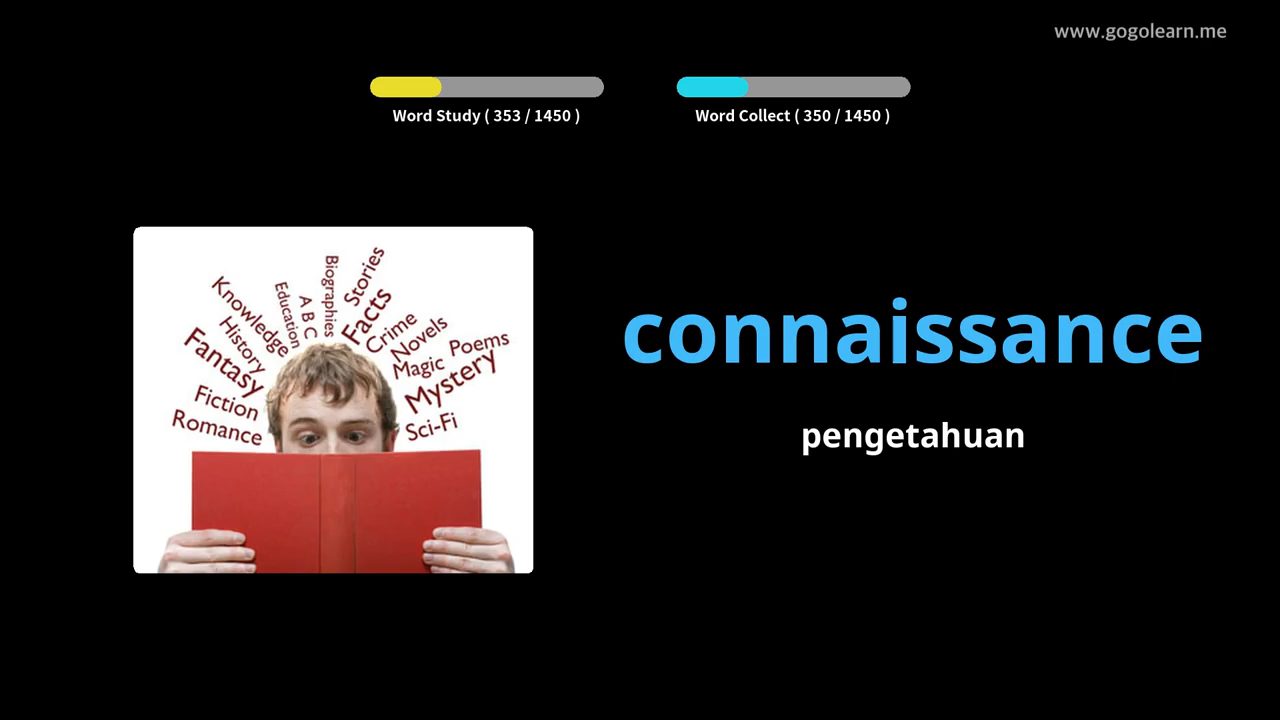 www.gogolearn.me
Word Study ( 353 / 1450 )
Word Collect ( 350 / 1450 )
Biographies
Stories
Education
A B C
Facts
Knowledge
History
Crime
Novels
Fantasy
Magic
Poems
Mystery
Fiction
Romance
Sci-Fi
connaissance
pengetahuan